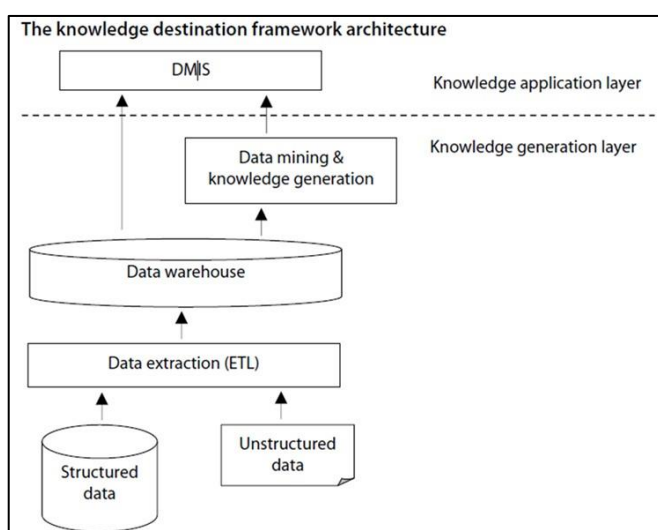 The knowledge destination framework architecture
DMIS
Knowledge application layer
Knowledge generation layer
Data mining &
knowledge generation
Data warehouse
Data extraction (ETL)
Structured
data
Unstructured
data